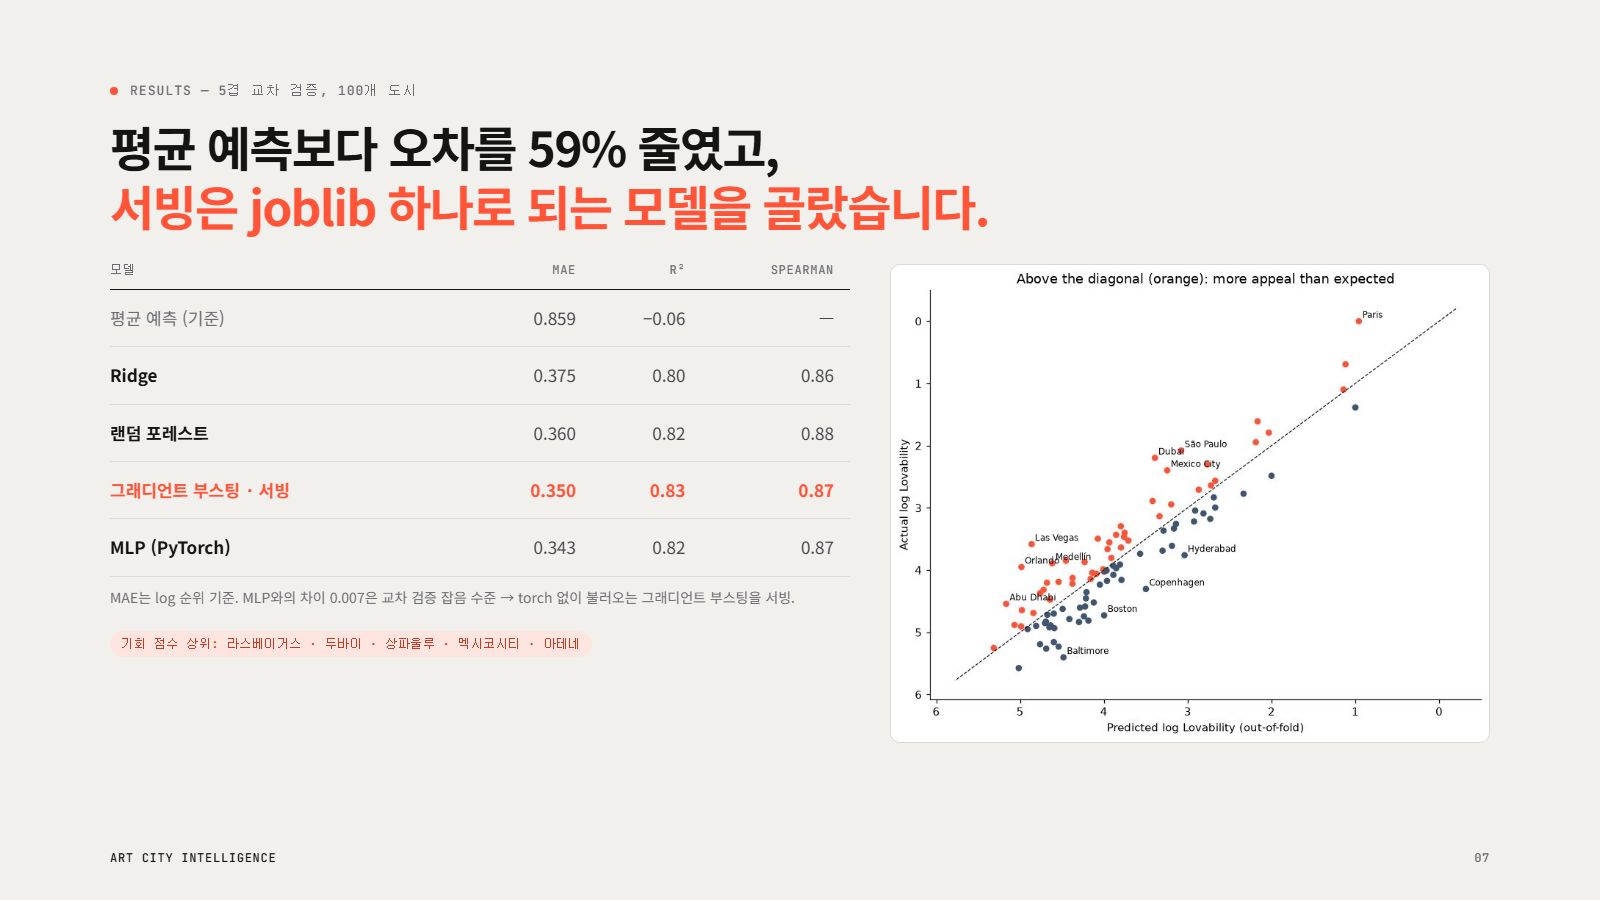 RESULTS — 5겹 교차 검증, 100개 도시
평균 예측보다 오차를 59% 줄였고,
서빙은 joblib 하나로 되는 모델을 골랐습니다.
모델 MAE R² SPEARMAN
평균 예측 (기준) 0.859 −0.06 —
Ridge 0.375 0.80 0.86
랜덤 포레스트 0.360 0.82 0.88
그래디언트 부스팅 · 서빙 0.350 0.83 0.87
MLP (PyTorch) 0.343 0.82 0.87
MAE는 log 순위 기준. MLP와의 차이 0.007은 교차 검증 잡음 수준 → torch 없이 불러오는 그래디언트 부스팅을 서빙.
기회 점수 상위: 라스베이거스 · 두바이 · 상파울루 · 멕시코시티 · 아테네
Above the diagonal (orange): more appeal than expected
Actual log Lovability
0
1
2
3
4
5
6
Paris
São Paulo
Dubai
Mexico City
Las Vegas
Orlando
Medellín
Hyderabad
Copenhagen
Abu Dhabi
Boston
Baltimore
6 5 4 3 2 1 0
Predicted log Lovability (out-of-fold)
ART CITY INTELLIGENCE
07